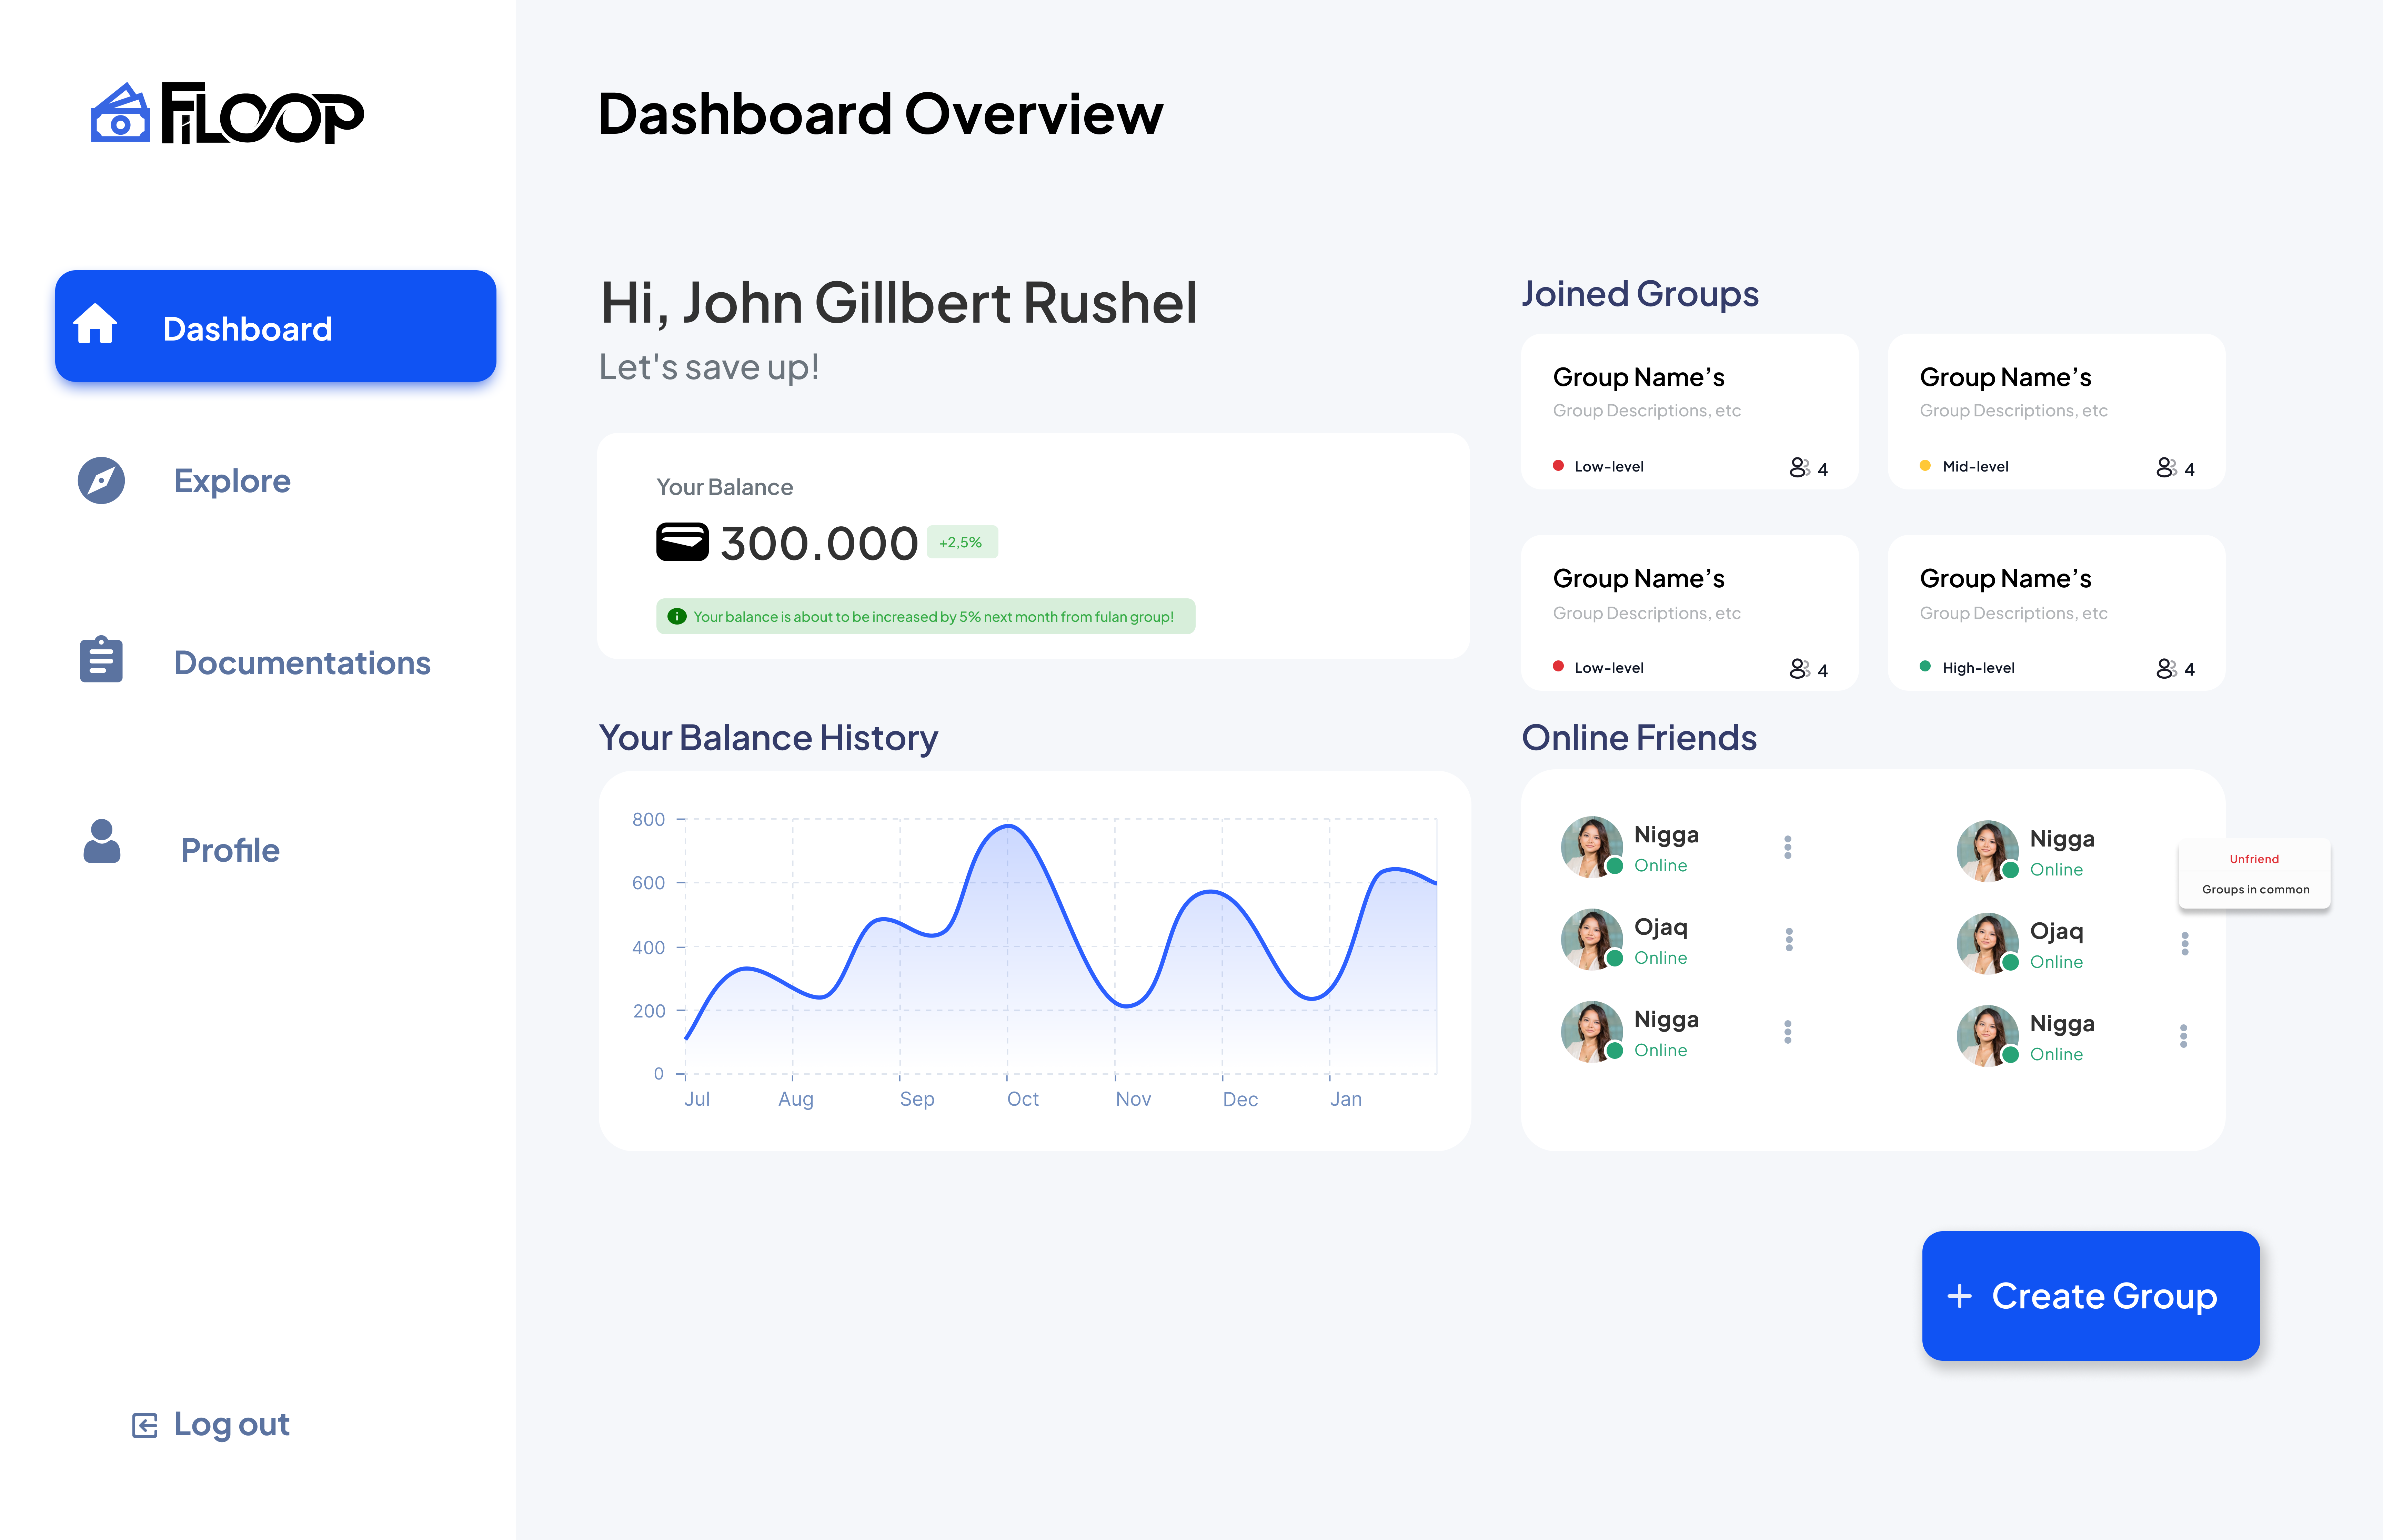 FiLOOP
Dashboard Overview
Dashboard
Explore
Documentations
Profile
Log out
Hi, John Gillbert Rushel
Let's save up!
Your Balance
300.000 +2,5%
Your balance is about to be increased by 5% next month from fulan group!
Joined Groups
Group Name’s
Group Descriptions, etc
Low-level 4
Group Name’s
Group Descriptions, etc
Mid-level 4
Group Name’s
Group Descriptions, etc
Low-level 4
Group Name’s
Group Descriptions, etc
High-level 4
Your Balance History
800
600
400
200
0
Jul Aug Sep Oct Nov Dec Jan
Online Friends
Nigga
Online
Ojaq
Online
Nigga
Online
Nigga
Online
Ojaq
Online
Nigga
Online
Unfriend
Groups in common
+ Create Group